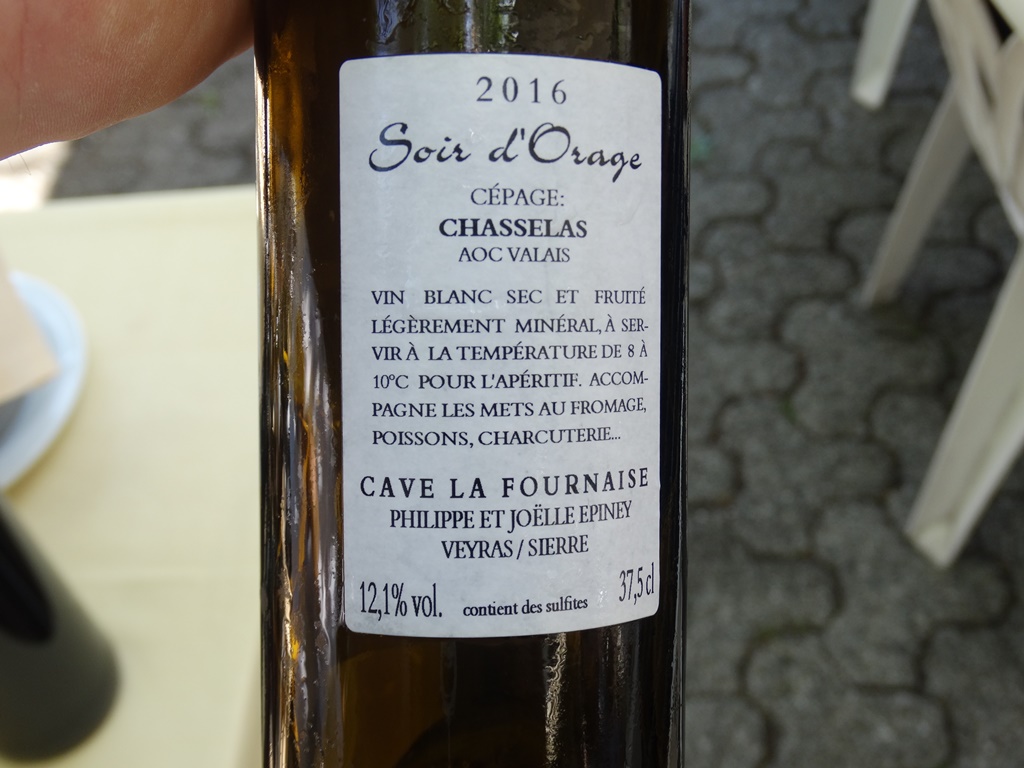 2016
Soir d'Orage
CÉPAGE:
CHASSELAS
AOC VALAIS
VIN BLANC SEC ET FRUITÉ
LÉGÈREMENT MINÉRAL, À SER-
VIR À LA TEMPÉRATURE DE 8 À
10°C POUR L'APÉRITIF. ACCOM-
PAGNE LES METS AU FROMAGE,
POISSONS, CHARCUTERIE...
CAVE LA FOURNAISE
PHILIPPE ET JOËLLE EPINEY
VEYRAS / SIERRE
12,1% vol. contient des sulfites 37,5 cl